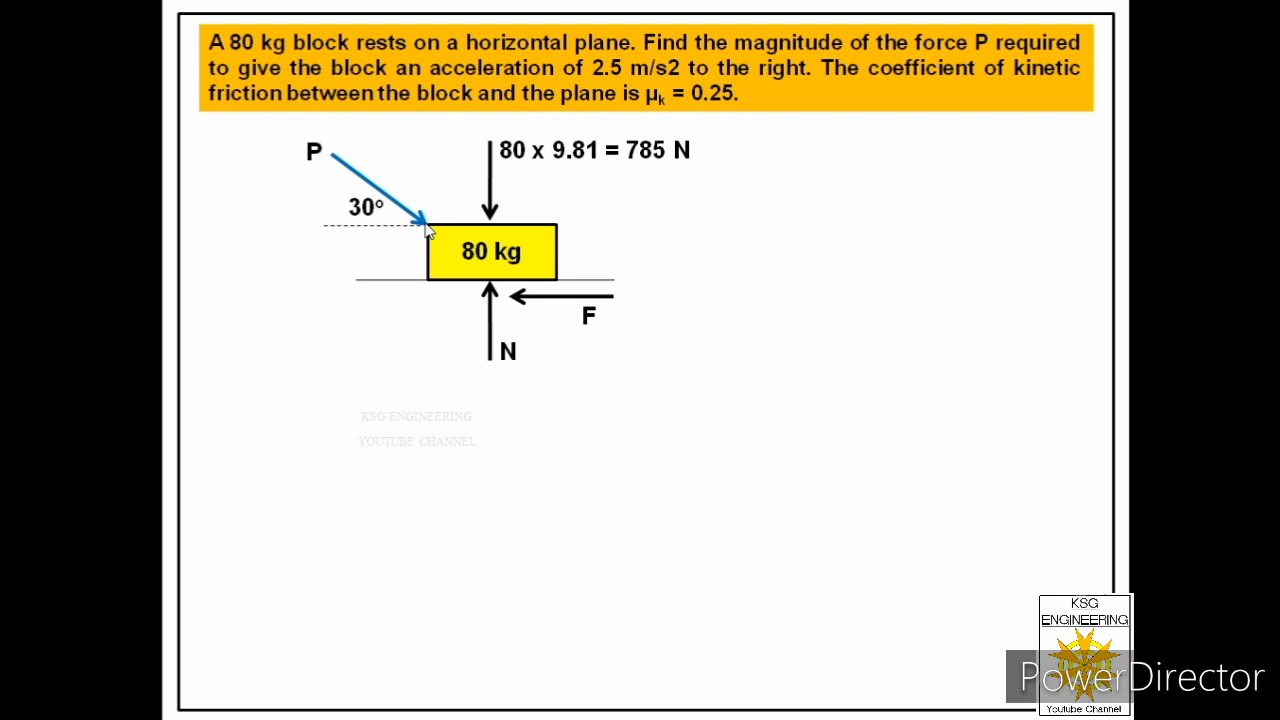 A 80 kg block rests on a horizontal plane. Find the magnitude of the force P required
to give the block an acceleration of 2.5 m/s2 to the right. The coefficient of kinetic
friction between the block and the plane is μk = 0.25.
P
80 x 9.81 = 785 N
30°
80 kg
F
N
KSG ENGINEERING
YOUTUBE CHANNEL
KSG
ENGINEERING
PowerDirector
Youtube Channel